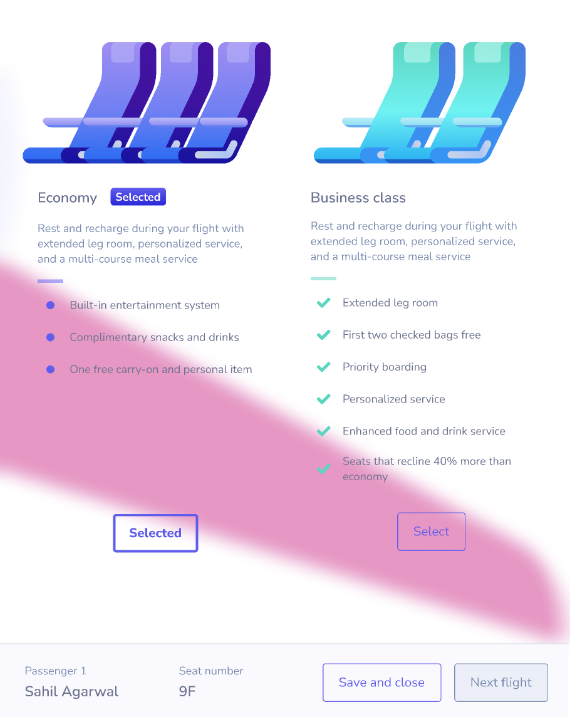 Economy
Selected
Rest and recharge during your flight with
extended leg room, personalized service,
and a multi-course meal service
Built-in entertainment system
Complimentary snacks and drinks
One free carry-on and personal item
Selected
Business class
Rest and recharge during your flight with
extended leg room, personalized service,
and a multi-course meal service
Extended leg room
First two checked bags free
Priority boarding
Personalized service
Enhanced food and drink service
Seats that recline 40% more than
economy
Select
Passenger 1
Sahil Agarwal
Seat number
9F
Save and close
Next flight